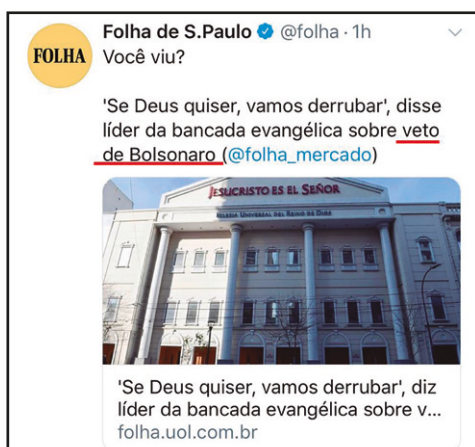 FOLHA
Folha de S.Paulo @folha · 1h
Você viu?
'Se Deus quiser, vamos derrubar', disse
líder da bancada evangélica sobre veto
de Bolsonaro (@folha_mercado)
JESUCRISTO ES EL SEÑOR
IGLESIA UNIVERSAL DEL REINO DE DIOS
'Se Deus quiser, vamos derrubar', diz
líder da bancada evangélica sobre v...
folha.uol.com.br